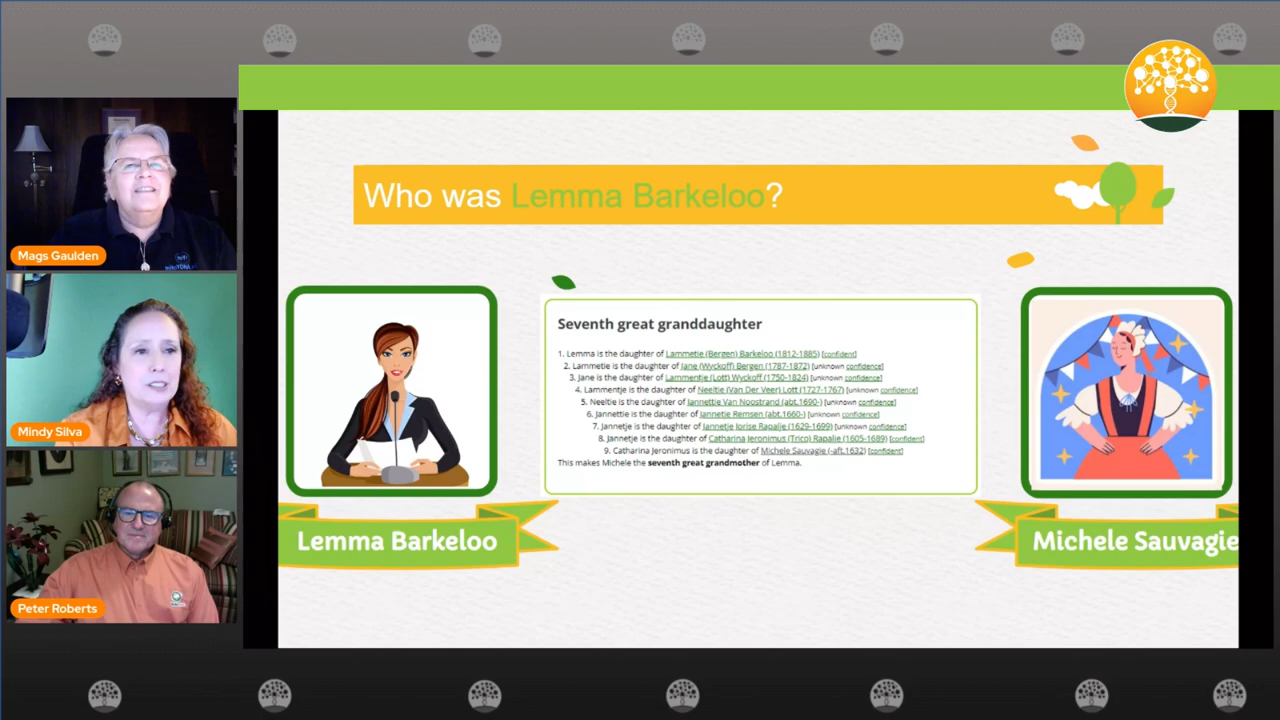 Who was Lemma Barkeloo?
Mags Gaulden
Mindy Silva
Peter Roberts
Seventh great granddaughter
1. Lemma is the daughter of Lammetie (Bergen) Barkeloo (1812-1885) [confident]
2. Lammetie is the daughter of Jane (Wyckoff) Bergen (1787-1872) [unknown confidence]
3. Jane is the daughter of Lammentje (Lott) Wyckoff (1750-1824) [unknown confidence]
4. Lammentje is the daughter of Neeltie (Van Der Veer) Lott (1727-1767) [unknown confidence]
5. Neeltie is the daughter of Jannettie Van Noostrand (abt.1690-) [unknown confidence]
6. Jannettie is the daughter of Jannetie Remsen (abt.1660-) [unknown confidence]
7. Jannetje is the daughter of Jannetje Jorise Rapalje (1629-1699) [unknown confidence]
8. Jannetje is the daughter of Catharina Jeronimus (Trico) Rapalie (1605-1689) [confident]
9. Catharina Jeronimus is the daughter of Michele Sauvagie (-aft.1632) [confident]
This makes Michele the seventh great grandmother of Lemma.
Lemma Barkeloo
Michele Sauvagie